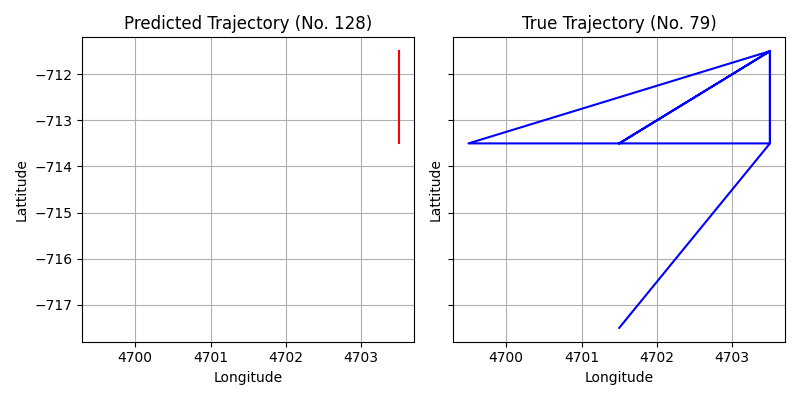 Predicted Trajectory (No. 128)
Lattitude
−712
−713
−714
−715
−716
−717
4700
4701
4702
4703
Longitude
True Trajectory (No. 79)
Lattitude
4700
4701
4702
4703
Longitude